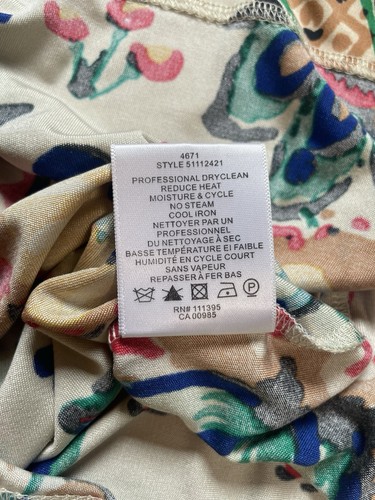 4671
STYLE 51112421
PROFESSIONAL DRYCLEAN
REDUCE HEAT
MOISTURE & CYCLE
NO STEAM
COOL IRON
NETTOYER PAR UN
PROFESSIONNEL
DU NETTOYAGE À SEC
BASSE TEMPÉRATURE EI FAIBLE
HUMIDITÉ EN CYCLE COURT
SANS VAPEUR
REPASSER À FER BAS
RN# 111395
CA 00985